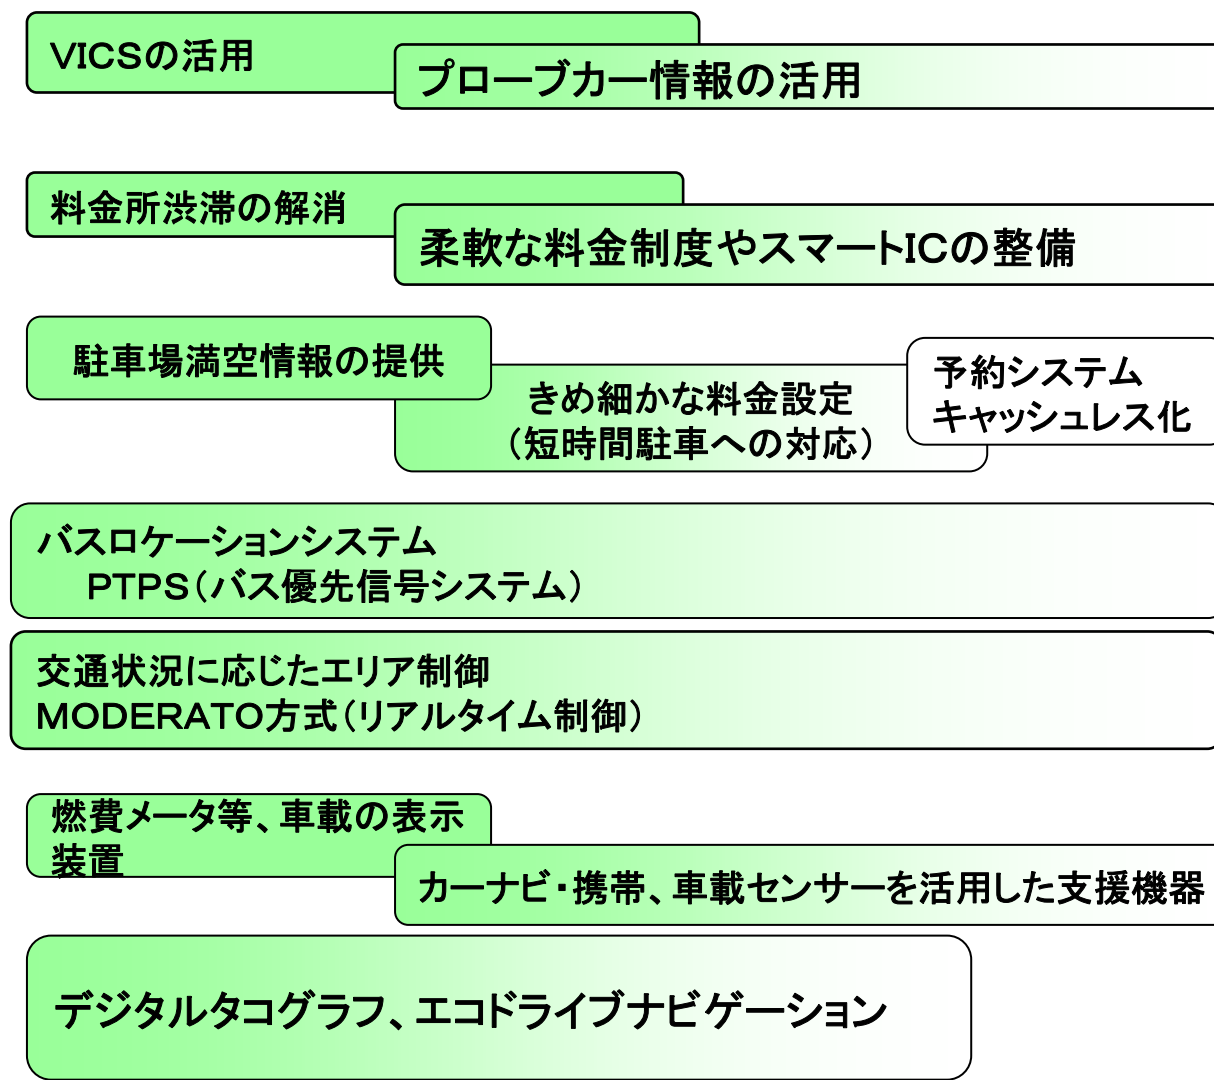 VICSの活用
プローブカー情報の活用
料金所渋滞の解消
柔軟な料金制度やスマートICの整備
駐車場満空情報の提供
きめ細かな料金設定
（短時間駐車への対応）
予約システム
キャッシュレス化
バスロケーションシステム
PTPS（バス優先信号システム）
交通状況に応じたエリア制御
MODERATO方式（リアルタイム制御）
燃費メータ等、車載の表示
装置
カーナビ・携帯、車載センサーを活用した支援機器
デジタルタコグラフ、エコドライブナビゲーション